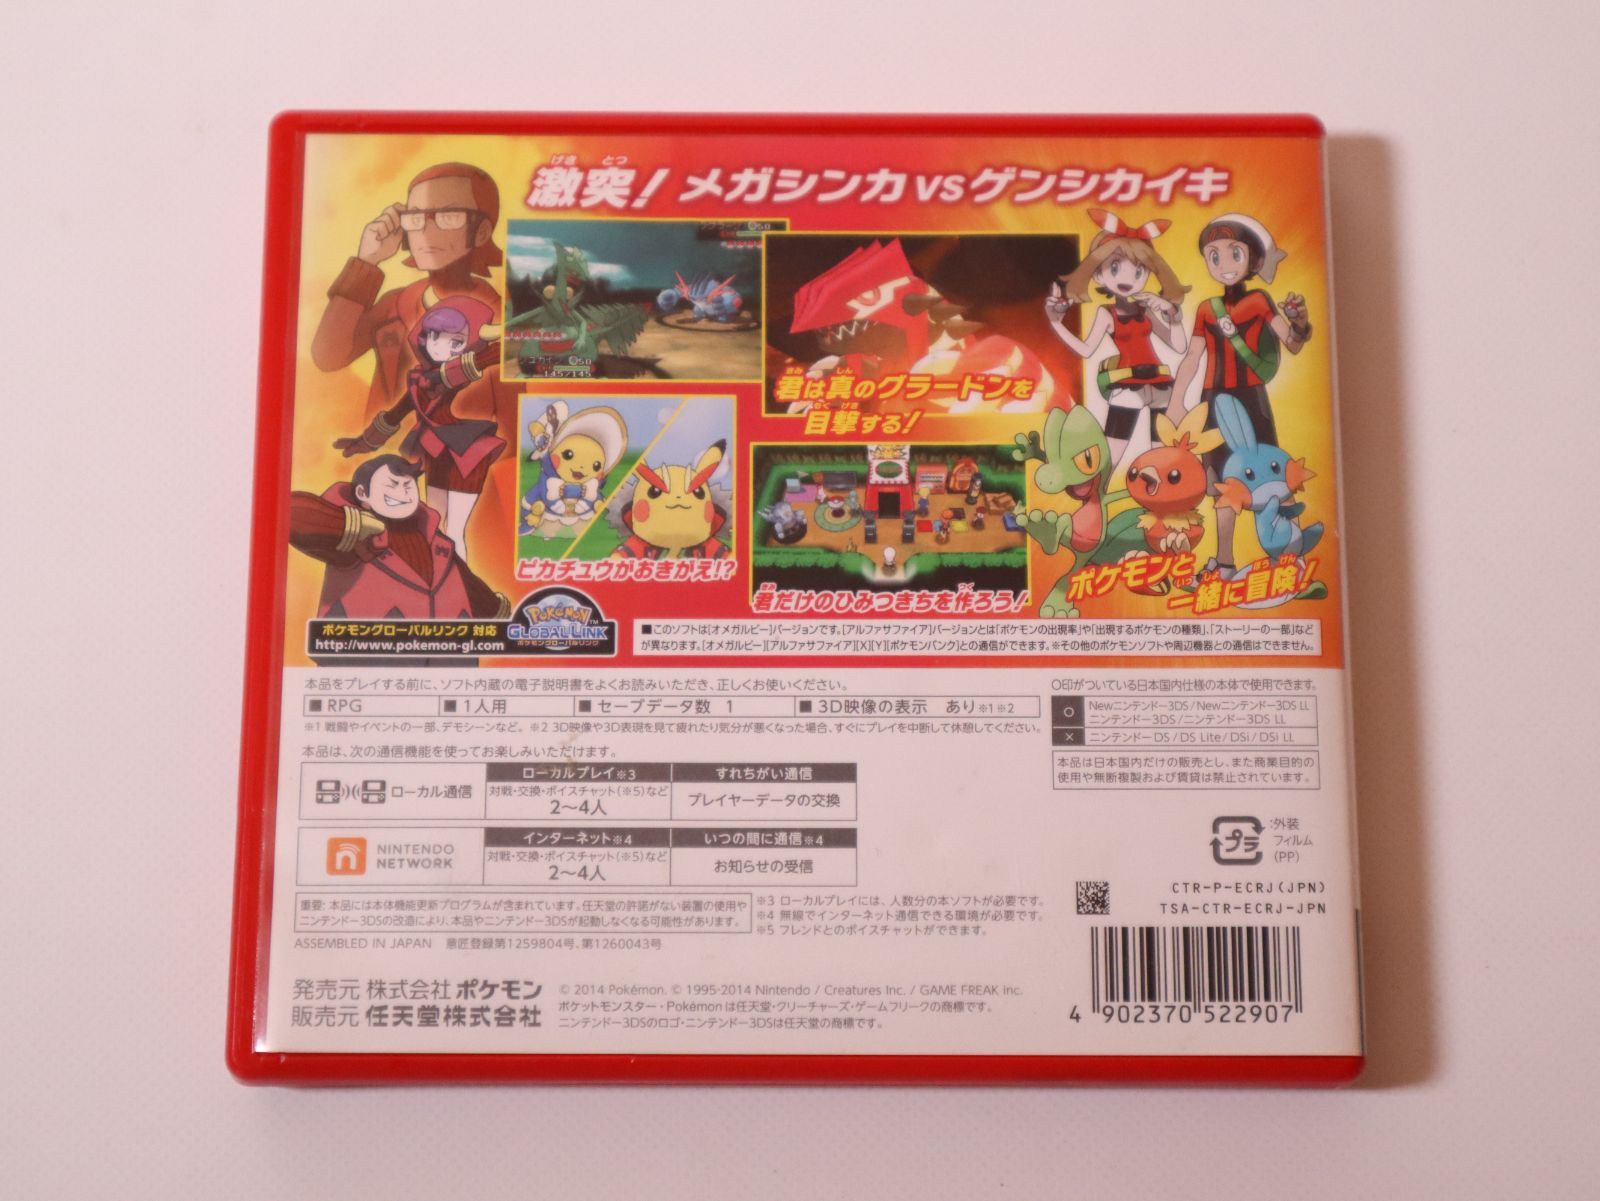 げき とつ
激突! メガシンカ vs ゲンシカイキ
50
50
145/145
きみ しん
君は真のグラードンを
もく げき
目撃する!
ピカチュウがおきがえ!?
きみ つく
君だけのひみつきちを作ろう!
ポケモンと
いっしょ ぼう けん
一緒に冒険!
ポケモングローバルリンク 対応
http://www.pokemon-gl.com
POKéMON
GLOBAL LINK
ポケモングローバルリンク
■このソフトは[オメガルビー]バージョンです。[アルファサファイア]バージョンとは「ポケモンの出現率」や「出現するポケモンの種類」、「ストーリーの一部」など
が異なります。[オメガルビー][アルファサファイア][X][Y][ポケモンバンク]との通信ができます。※その他のポケモンソフトや周辺機器との通信はできません。
本品をプレイする前に、ソフト内蔵の電子説明書をよくお読みいただき、正しくお使いください。
■RPG ■1人用 ■セーブデータ数 1 ■3D映像の表示 あり※1※2
※1 戦闘やイベントの一部、デモシーンなど。 ※2 3D映像や3D表現を見て疲れたり気分が悪くなった場合、すぐにプレイを中断して休憩してください。
本品は、次の通信機能を使ってお楽しみいただけます。
ローカル通信
ローカルプレイ※3 すれちがい通信
対戦・交換・ボイスチャット(※5)など
2〜4人
プレイヤーデータの交換
NINTENDO
NETWORK
インターネット※4 いつの間に通信※4
対戦・交換・ボイスチャット(※5)など
2〜4人
お知らせの受信
重要: 本品には本体機能更新プログラムが含まれています。任天堂の許諾がない装置の使用や
ニンテンドー3DSの改造により、本品やニンテンドー3DSが起動しなくなる可能性があります。
※3 ローカルプレイには、人数分の本ソフトが必要です。
※4 無線でインターネット通信できる環境が必要です。
※5 フレンドとのボイスチャットができます。
ASSEMBLED IN JAPAN 意匠登録第1259804号、第1260043号
発売元 株式会社 ポケモン
販売元 任天堂株式会社
© 2014 Pokémon. © 1995-2014 Nintendo / Creatures Inc. / GAME FREAK inc.
ポケットモンスター・Pokémonは任天堂・クリーチャーズ・ゲームフリークの商標です。
ニンテンドー3DSのロゴ・ニンテンドー3DSは任天堂の商標です。
○印がついている日本国内仕様の本体で使用できます。
○ Newニンテンドー3DS / Newニンテンドー3DS LL
ニンテンドー3DS / ニンテンドー3DS LL
× ニンテンドーDS / DS Lite / DSi / DSi LL
本品は日本国内だけの販売とし、また商業目的の
使用や無断複製および賃貸は禁止されています。
プラ
:外装
フィルム
(PP)
CTR-P-ECRJ(JPN)
TSA-CTR-ECRJ-JPN
4 902370 522907